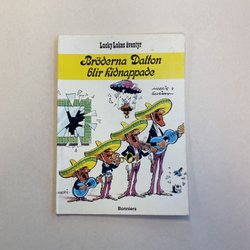 Lucky Lukes äventyr
Bröderna Dalton
blir kidnappade
Bonniers